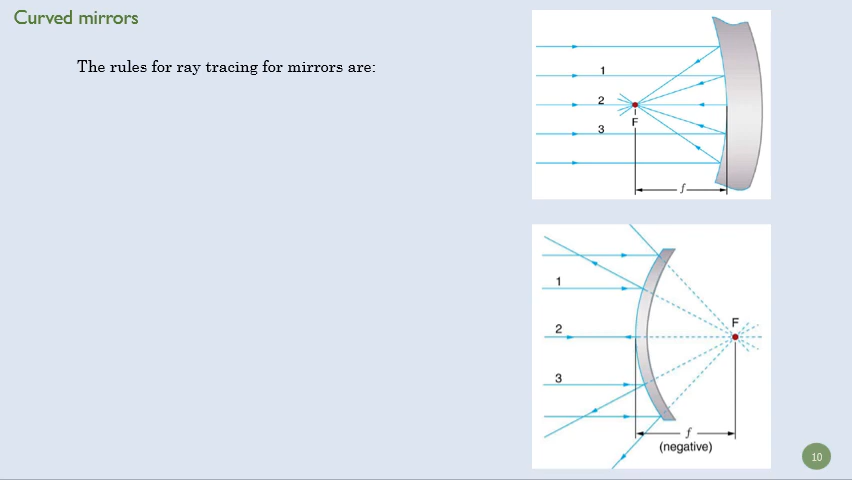 Curved mirrors
The rules for ray tracing for mirrors are:
1
2
F
3
f
1
F
2
3
f
(negative)
10